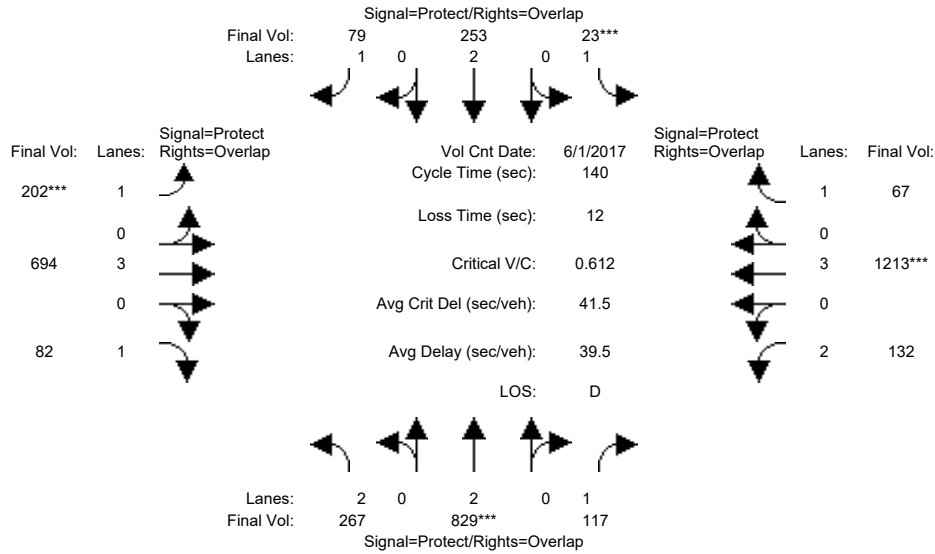 Signal=Protect/Rights=Overlap
Final Vol: 79 253 23***
Lanes: 1 0 2 0 1
Signal=Protect
Final Vol: Lanes: Rights=Overlap
Vol Cnt Date: 6/1/2017
Signal=Protect
Rights=Overlap Lanes: Final Vol:
Cycle Time (sec): 140
202*** 1
1 67
Loss Time (sec): 12
0
0
694 3
Critical V/C: 0.612
3 1213***
0
Avg Crit Del (sec/veh): 41.5
0
82 1
Avg Delay (sec/veh): 39.5
2 132
LOS: D
Lanes: 2 0 2 0 1
Final Vol: 267 829*** 117
Signal=Protect/Rights=Overlap